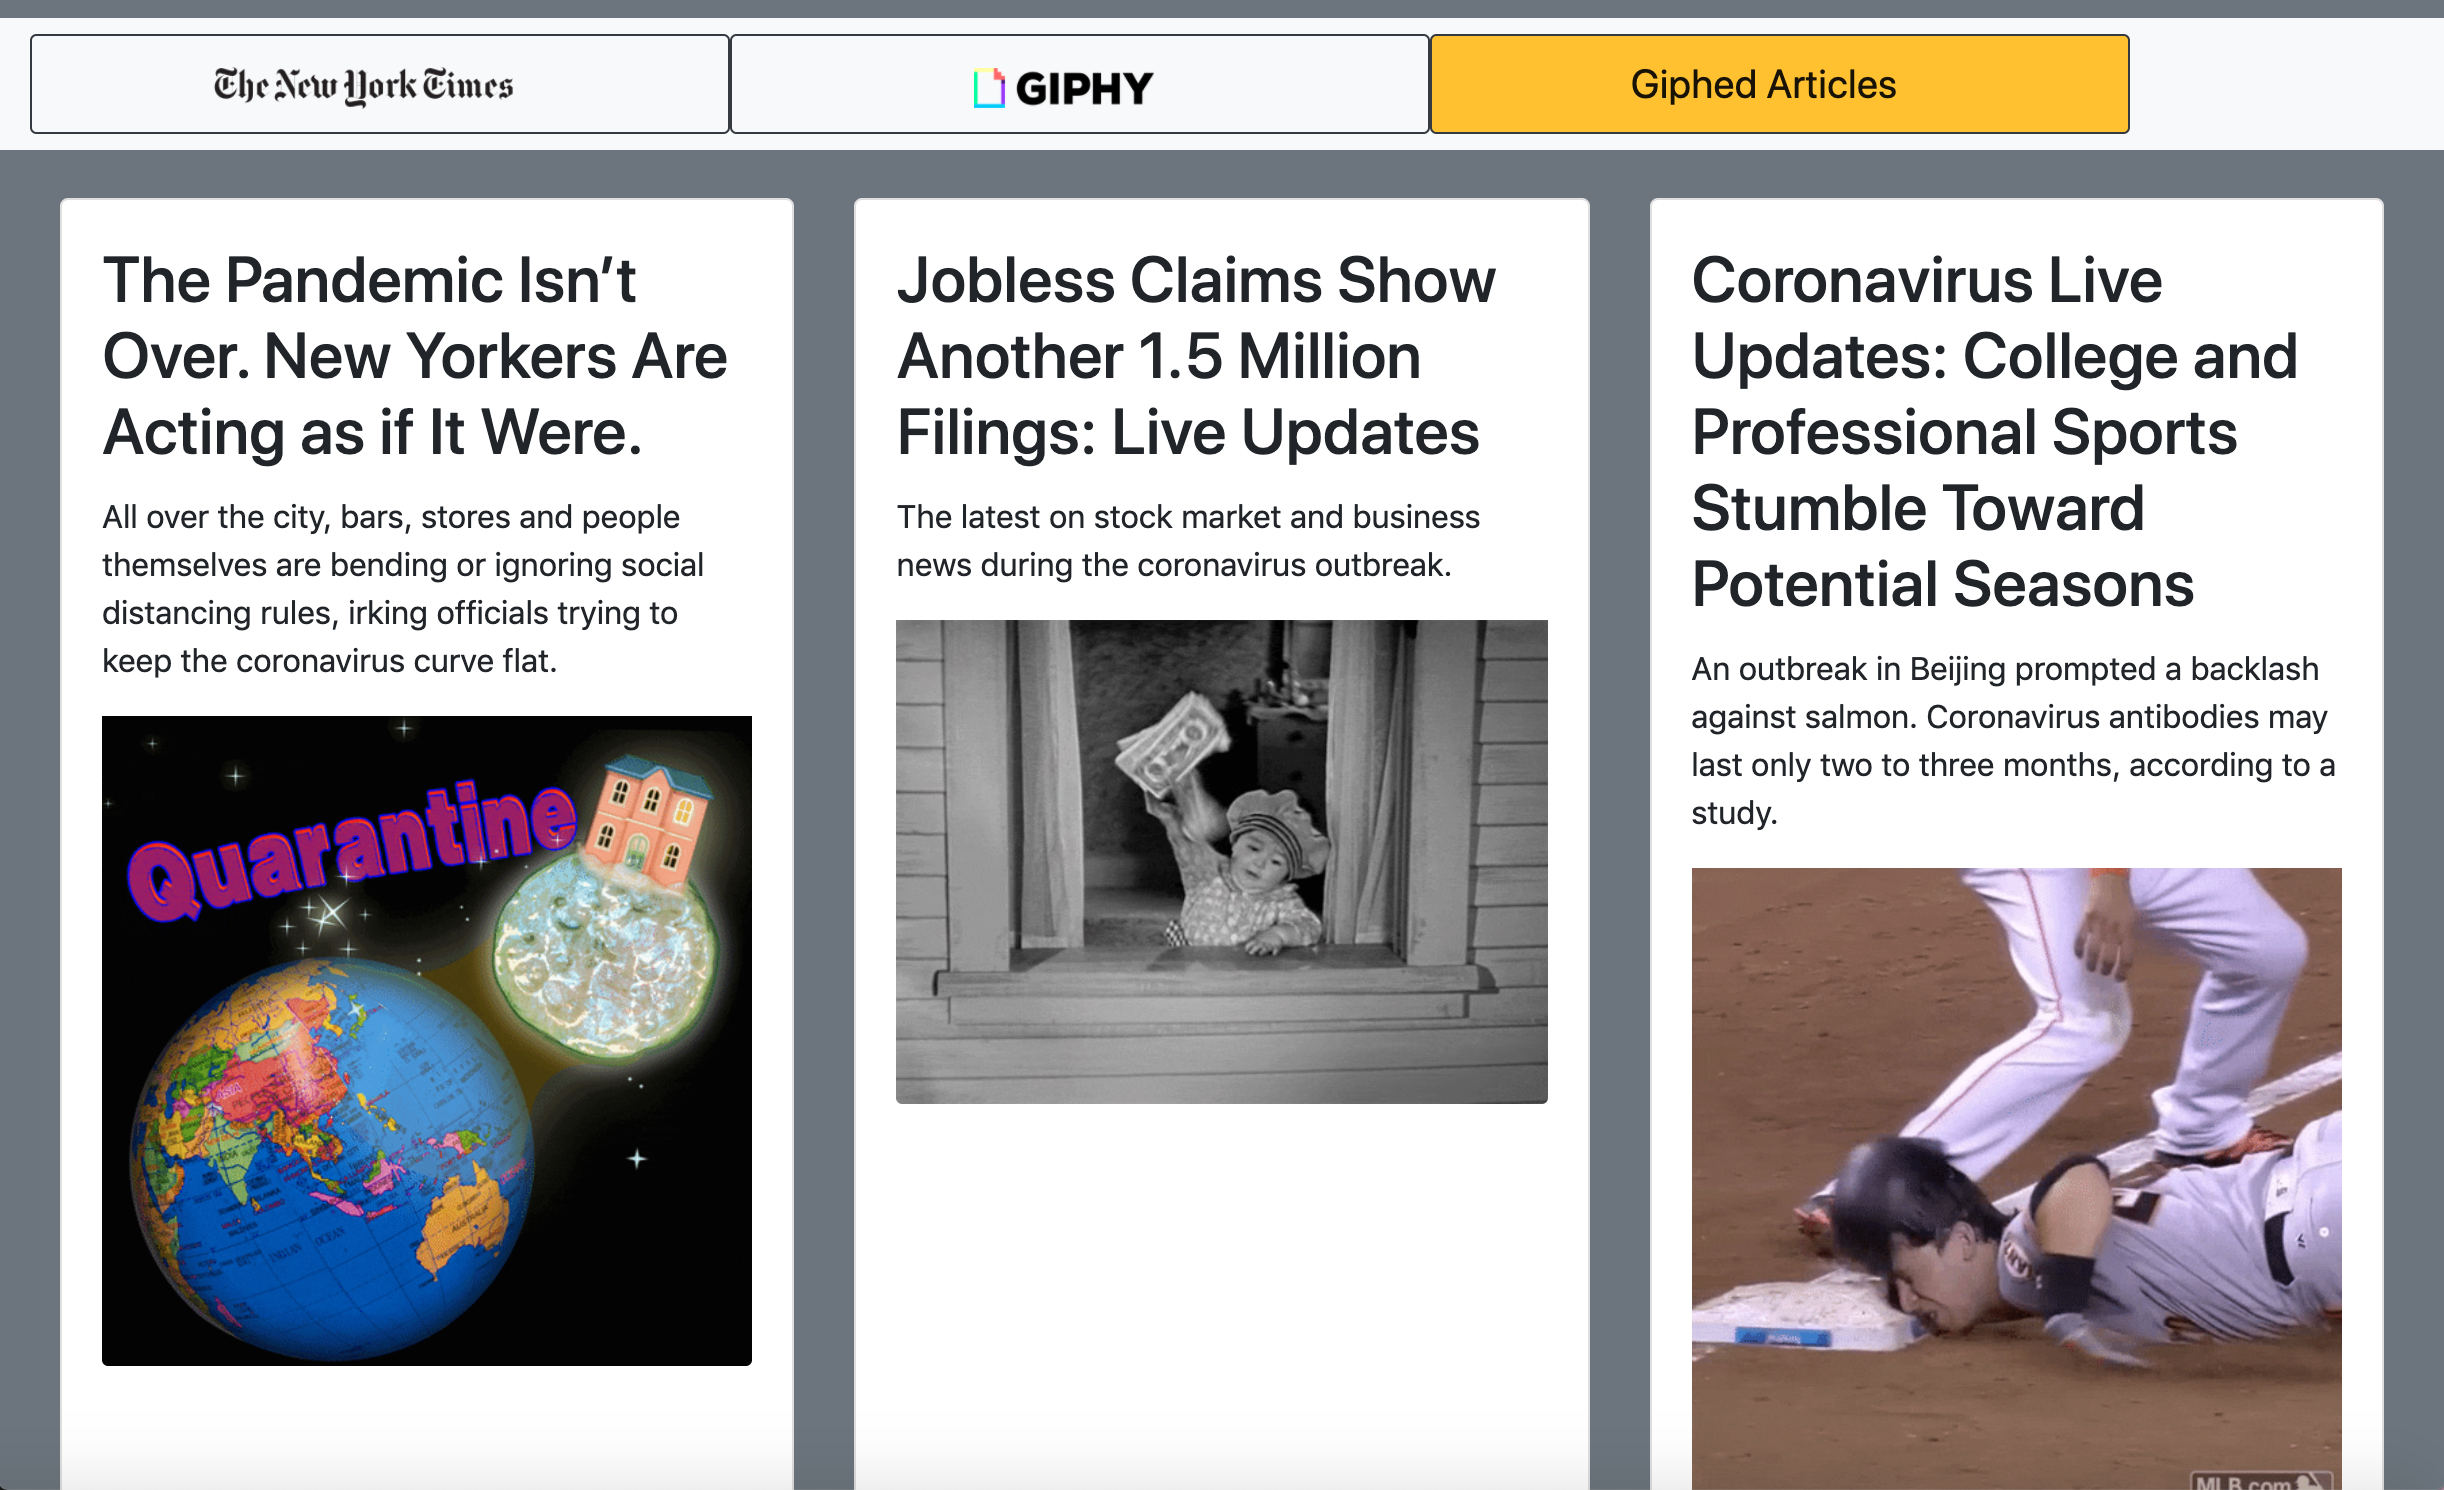 The New York Times
GIPHY
Giphed Articles
The Pandemic Isn’t
Over. New Yorkers Are
Acting as if It Were.
All over the city, bars, stores and people
themselves are bending or ignoring social
distancing rules, irking officials trying to
keep the coronavirus curve flat.
Quarantine
ASIA
INDIAN OCEAN
AUSTRALIA
Jobless Claims Show
Another 1.5 Million
Filings: Live Updates
The latest on stock market and business
news during the coronavirus outbreak.
Coronavirus Live
Updates: College and
Professional Sports
Stumble Toward
Potential Seasons
An outbreak in Beijing prompted a backlash
against salmon. Coronavirus antibodies may
last only two to three months, according to a
study.
MLB.com